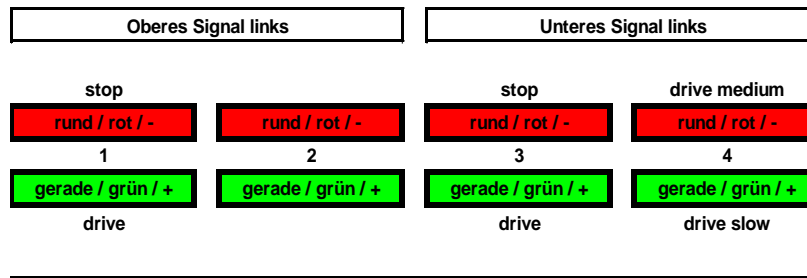 Oberes Signal links Unteres Signal links
stop stop drive medium
rund / rot / - rund / rot / - rund / rot / - rund / rot / -
1 2 3 4
gerade / grün / + gerade / grün / + gerade / grün / + gerade / grün / +
drive drive drive slow